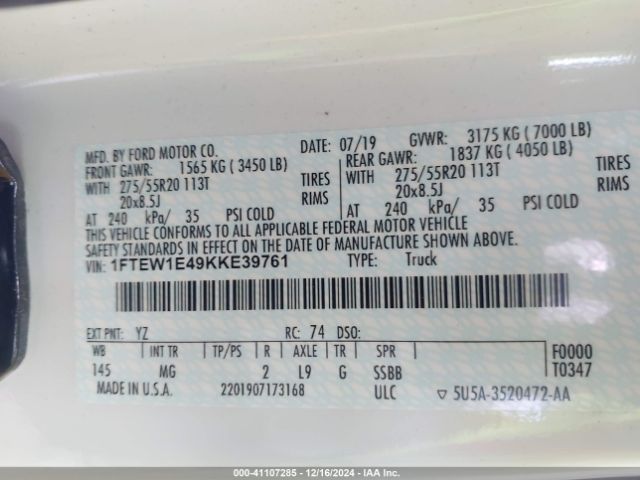 MFD. BY FORD MOTOR CO. DATE: 07/19 GVWR: 3175 KG ( 7000 LB)
FRONT GAWR: 1565 KG ( 3450 LB) REAR GAWR: 1837 KG ( 4050 LB)
WITH 275/55R20 113T TIRES WITH 275/55R20 113T TIRES
20x8.5J RIMS 20x8.5J RIMS
AT 240 kPa/ 35 PSI COLD AT 240 kPa/ 35 PSI COLD
THIS VEHICLE CONFORMS TO ALL APPLICABLE FEDERAL MOTOR VEHICLE
SAFETY STANDARDS IN EFFECT ON THE DATE OF MANUFACTURE SHOWN ABOVE.
VIN: 1FTEW1E49KKE39761 TYPE: Truck
EXT PNT: YZ RC: 74 DSO:
WB INT TR TP/PS R AXLE TR SPR F0000
145 MG 2 L9 G SSBB T0347
MADE IN U.S.A. 2201907173168 ULC ▽ 5U5A-3520472-AA
000-41107285 - 12/16/2024 - IAA Inc.